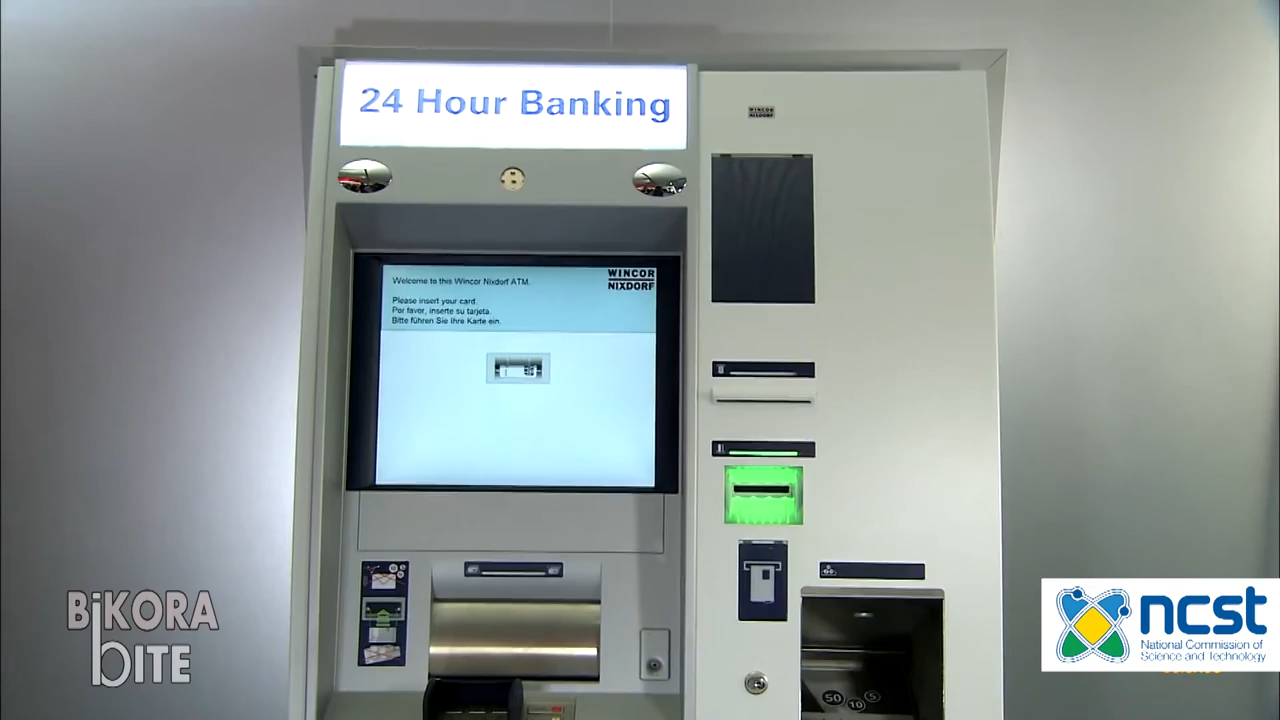 24 Hour Banking
WINCOR
NIXDORF
Welcome to this Wincor Nixdorf ATM.
WINCOR
NIXDORF
Please insert your card.
Por favor, inserte su tarjeta.
Bitte führen Sie Ihre Karte ein.
50 10 5
BiKORA
bITE
ncst
National Commission of
Science and Technology